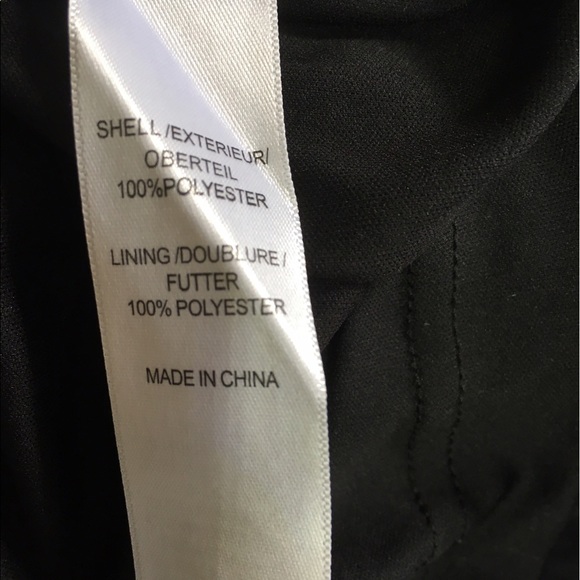 SHELL /EXTERIEUR/
OBERTEIL
100%POLYESTER
LINING /DOUBLURE /
FUTTER
100% POLYESTER
MADE IN CHINA